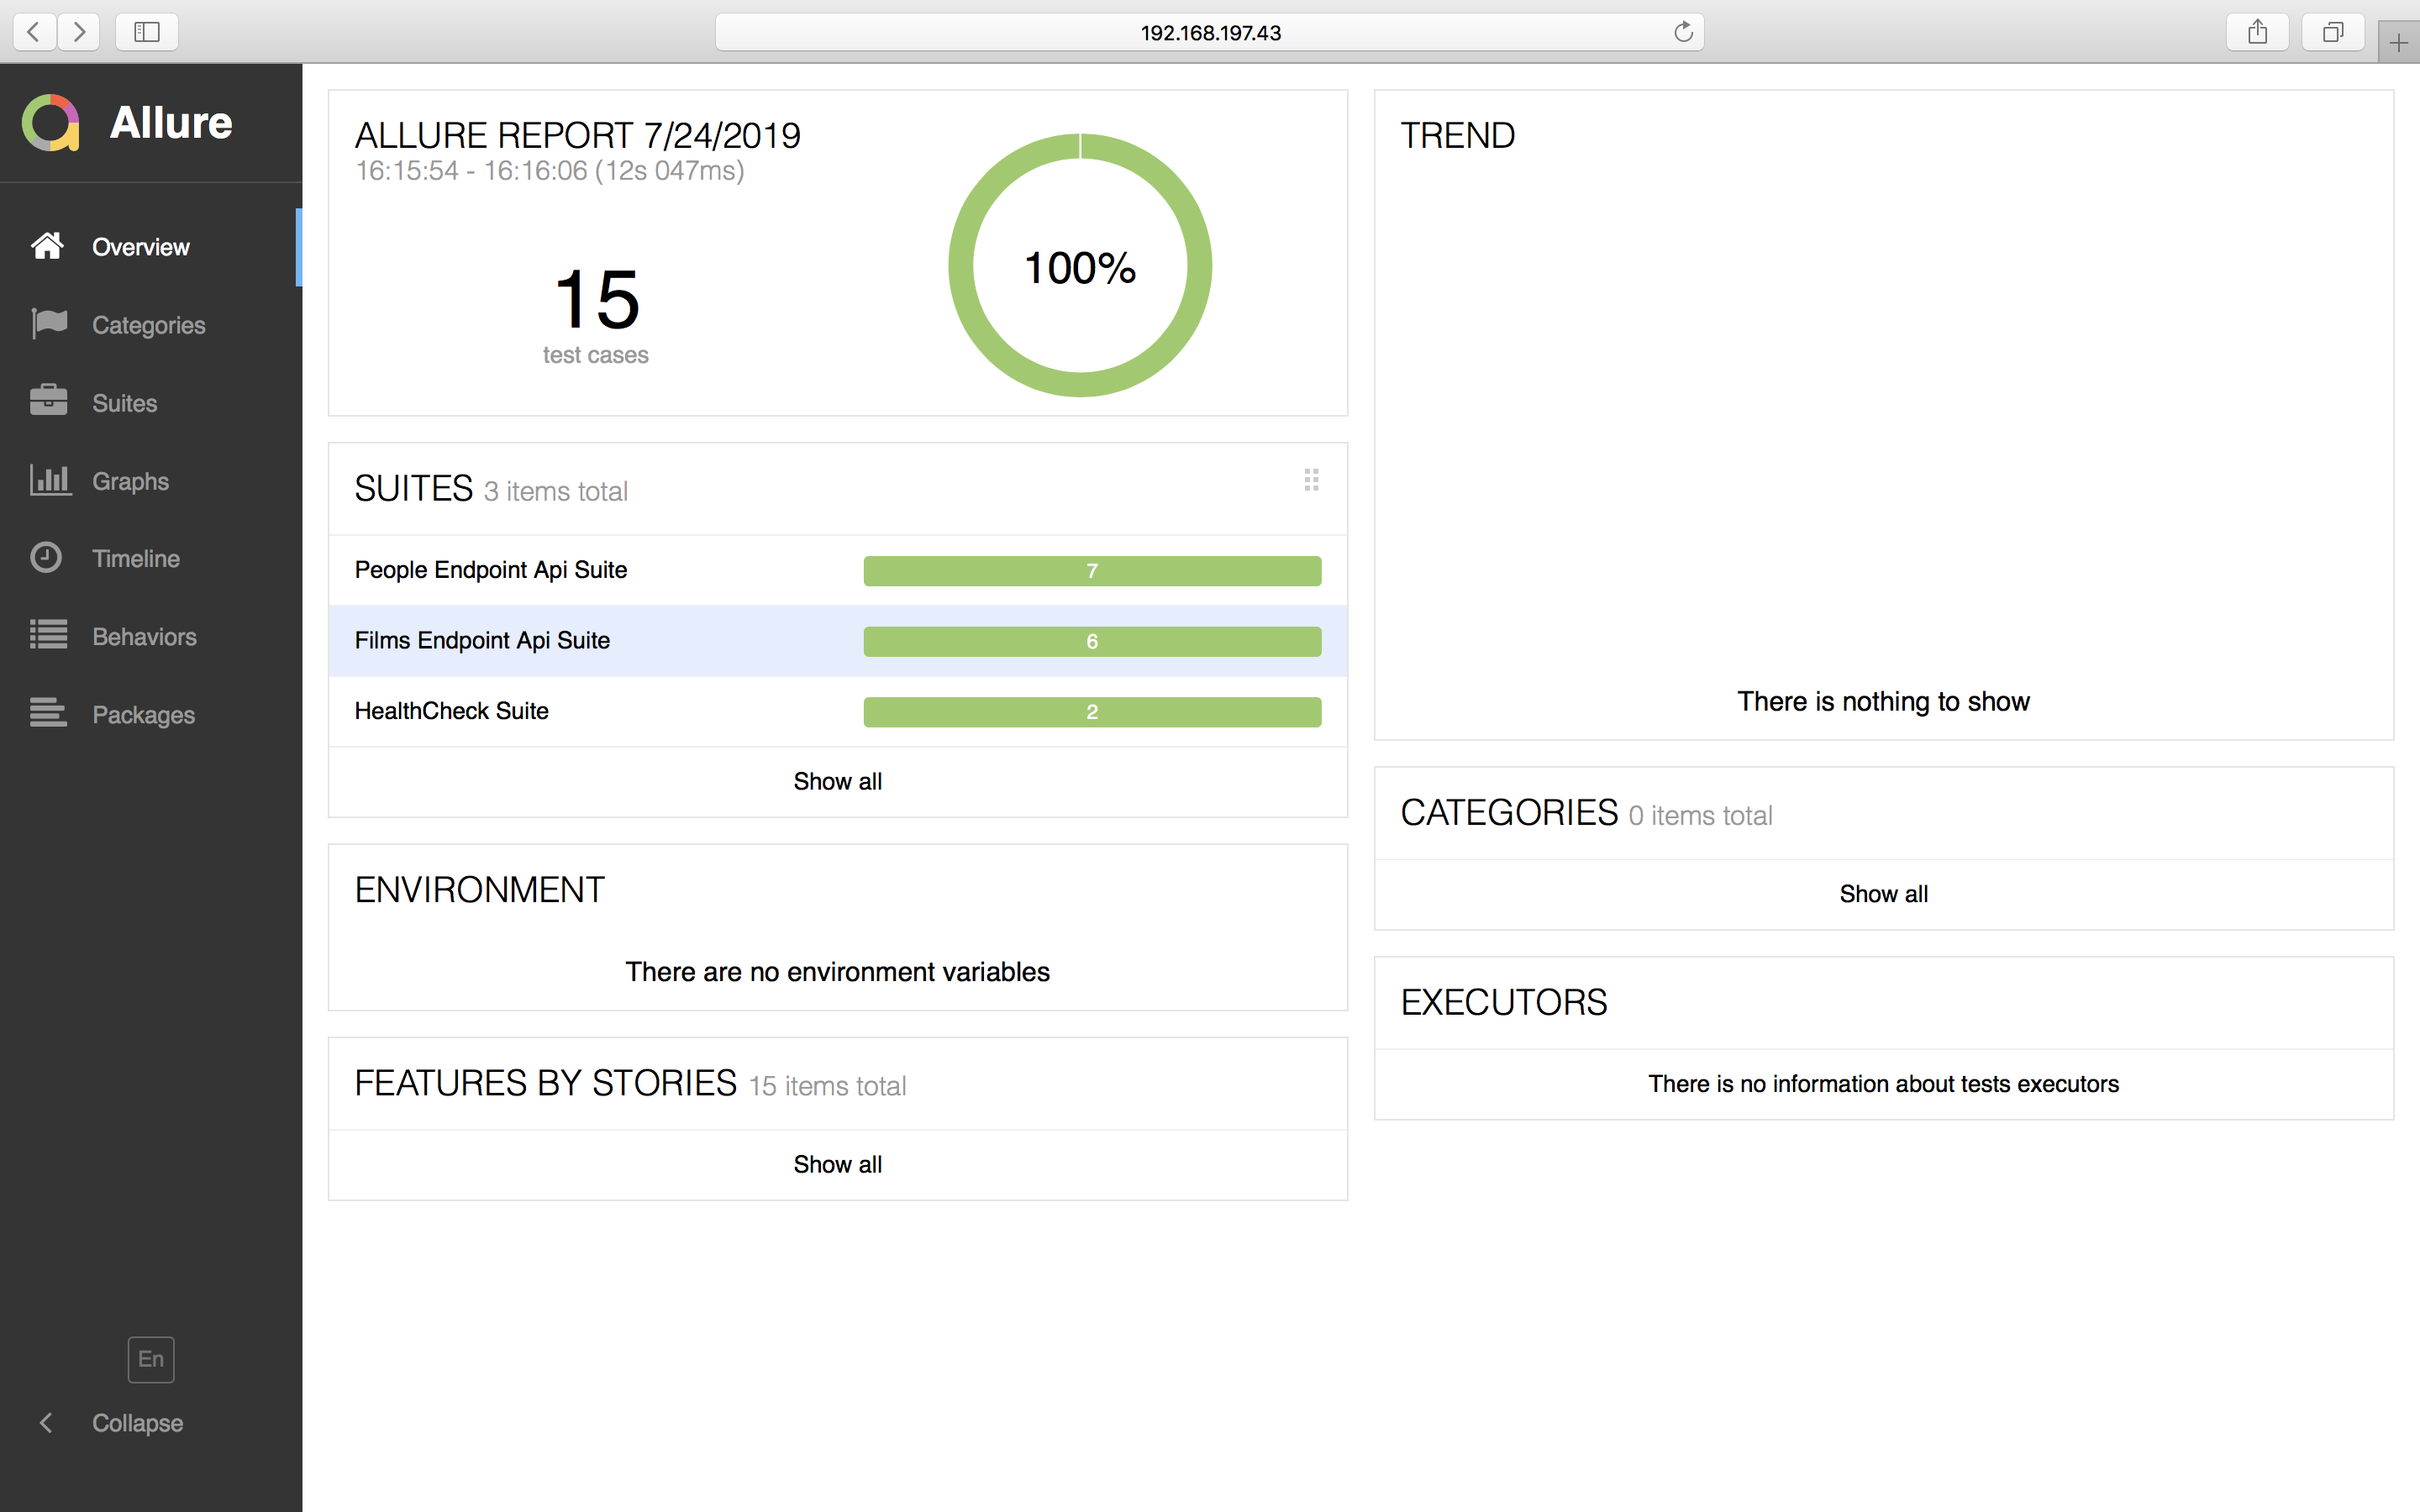 192.168.197.43
Allure
Overview
Categories
Suites
Graphs
Timeline
Behaviors
Packages
En
Collapse
ALLURE REPORT 7/24/2019
16:15:54 - 16:16:06 (12s 047ms)
15
test cases
100%
SUITES 3 items total
People Endpoint Api Suite 7
Films Endpoint Api Suite 6
HealthCheck Suite 2
Show all
ENVIRONMENT
There are no environment variables
FEATURES BY STORIES 15 items total
Show all
TREND
There is nothing to show
CATEGORIES 0 items total
Show all
EXECUTORS
There is no information about tests executors